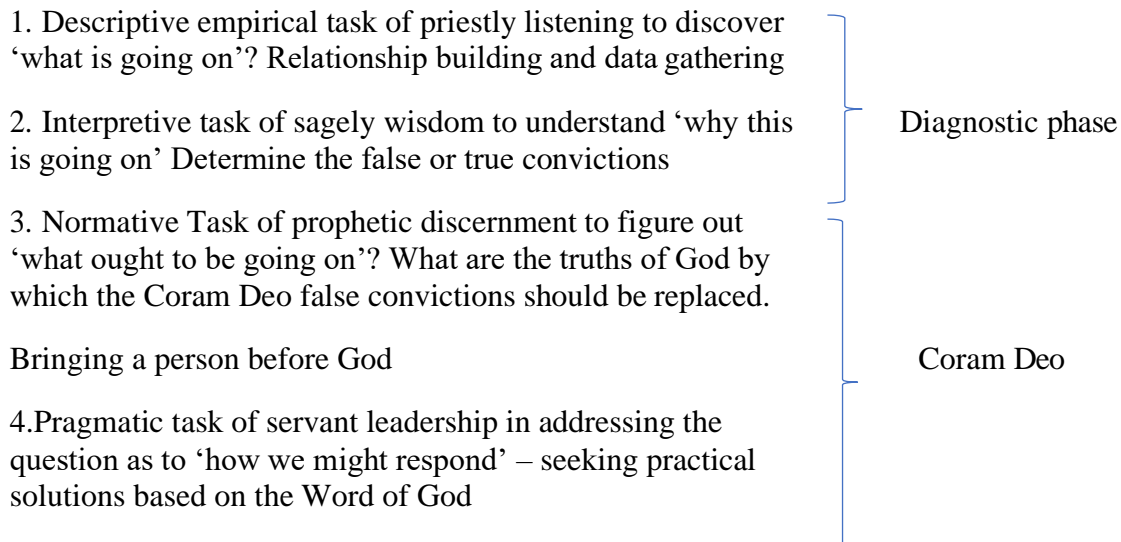 1. Descriptive empirical task of priestly listening to discover
‘what is going on’? Relationship building and data gathering
2. Interpretive task of sagely wisdom to understand ‘why this
is going on’ Determine the false or true convictions
Diagnostic phase
3. Normative Task of prophetic discernment to figure out
‘what ought to be going on’? What are the truths of God by
which the Coram Deo false convictions should be replaced.
Bringing a person before God
Coram Deo
4.Pragmatic task of servant leadership in addressing the
question as to ‘how we might respond’ – seeking practical
solutions based on the Word of God